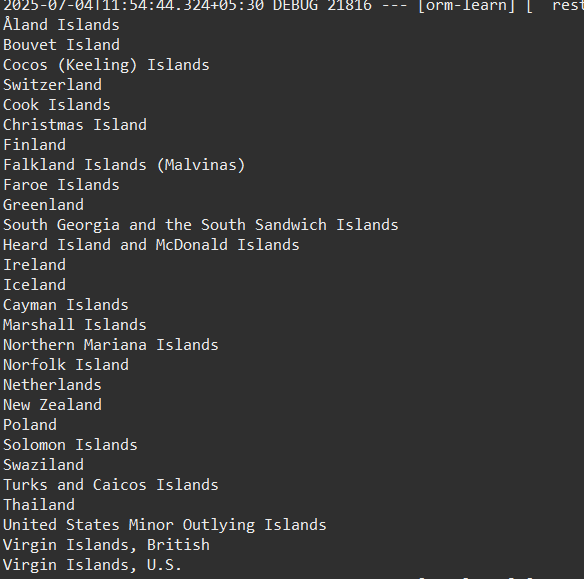 2025-07-04T11:54:44.324+05:30 DEBUG 21816 --- [orm-learn] [ rest
Åland Islands
Bouvet Island
Cocos (Keeling) Islands
Switzerland
Cook Islands
Christmas Island
Finland
Falkland Islands (Malvinas)
Faroe Islands
Greenland
South Georgia and the South Sandwich Islands
Heard Island and McDonald Islands
Ireland
Iceland
Cayman Islands
Marshall Islands
Northern Mariana Islands
Norfolk Island
Netherlands
New Zealand
Poland
Solomon Islands
Swaziland
Turks and Caicos Islands
Thailand
United States Minor Outlying Islands
Virgin Islands, British
Virgin Islands, U.S.